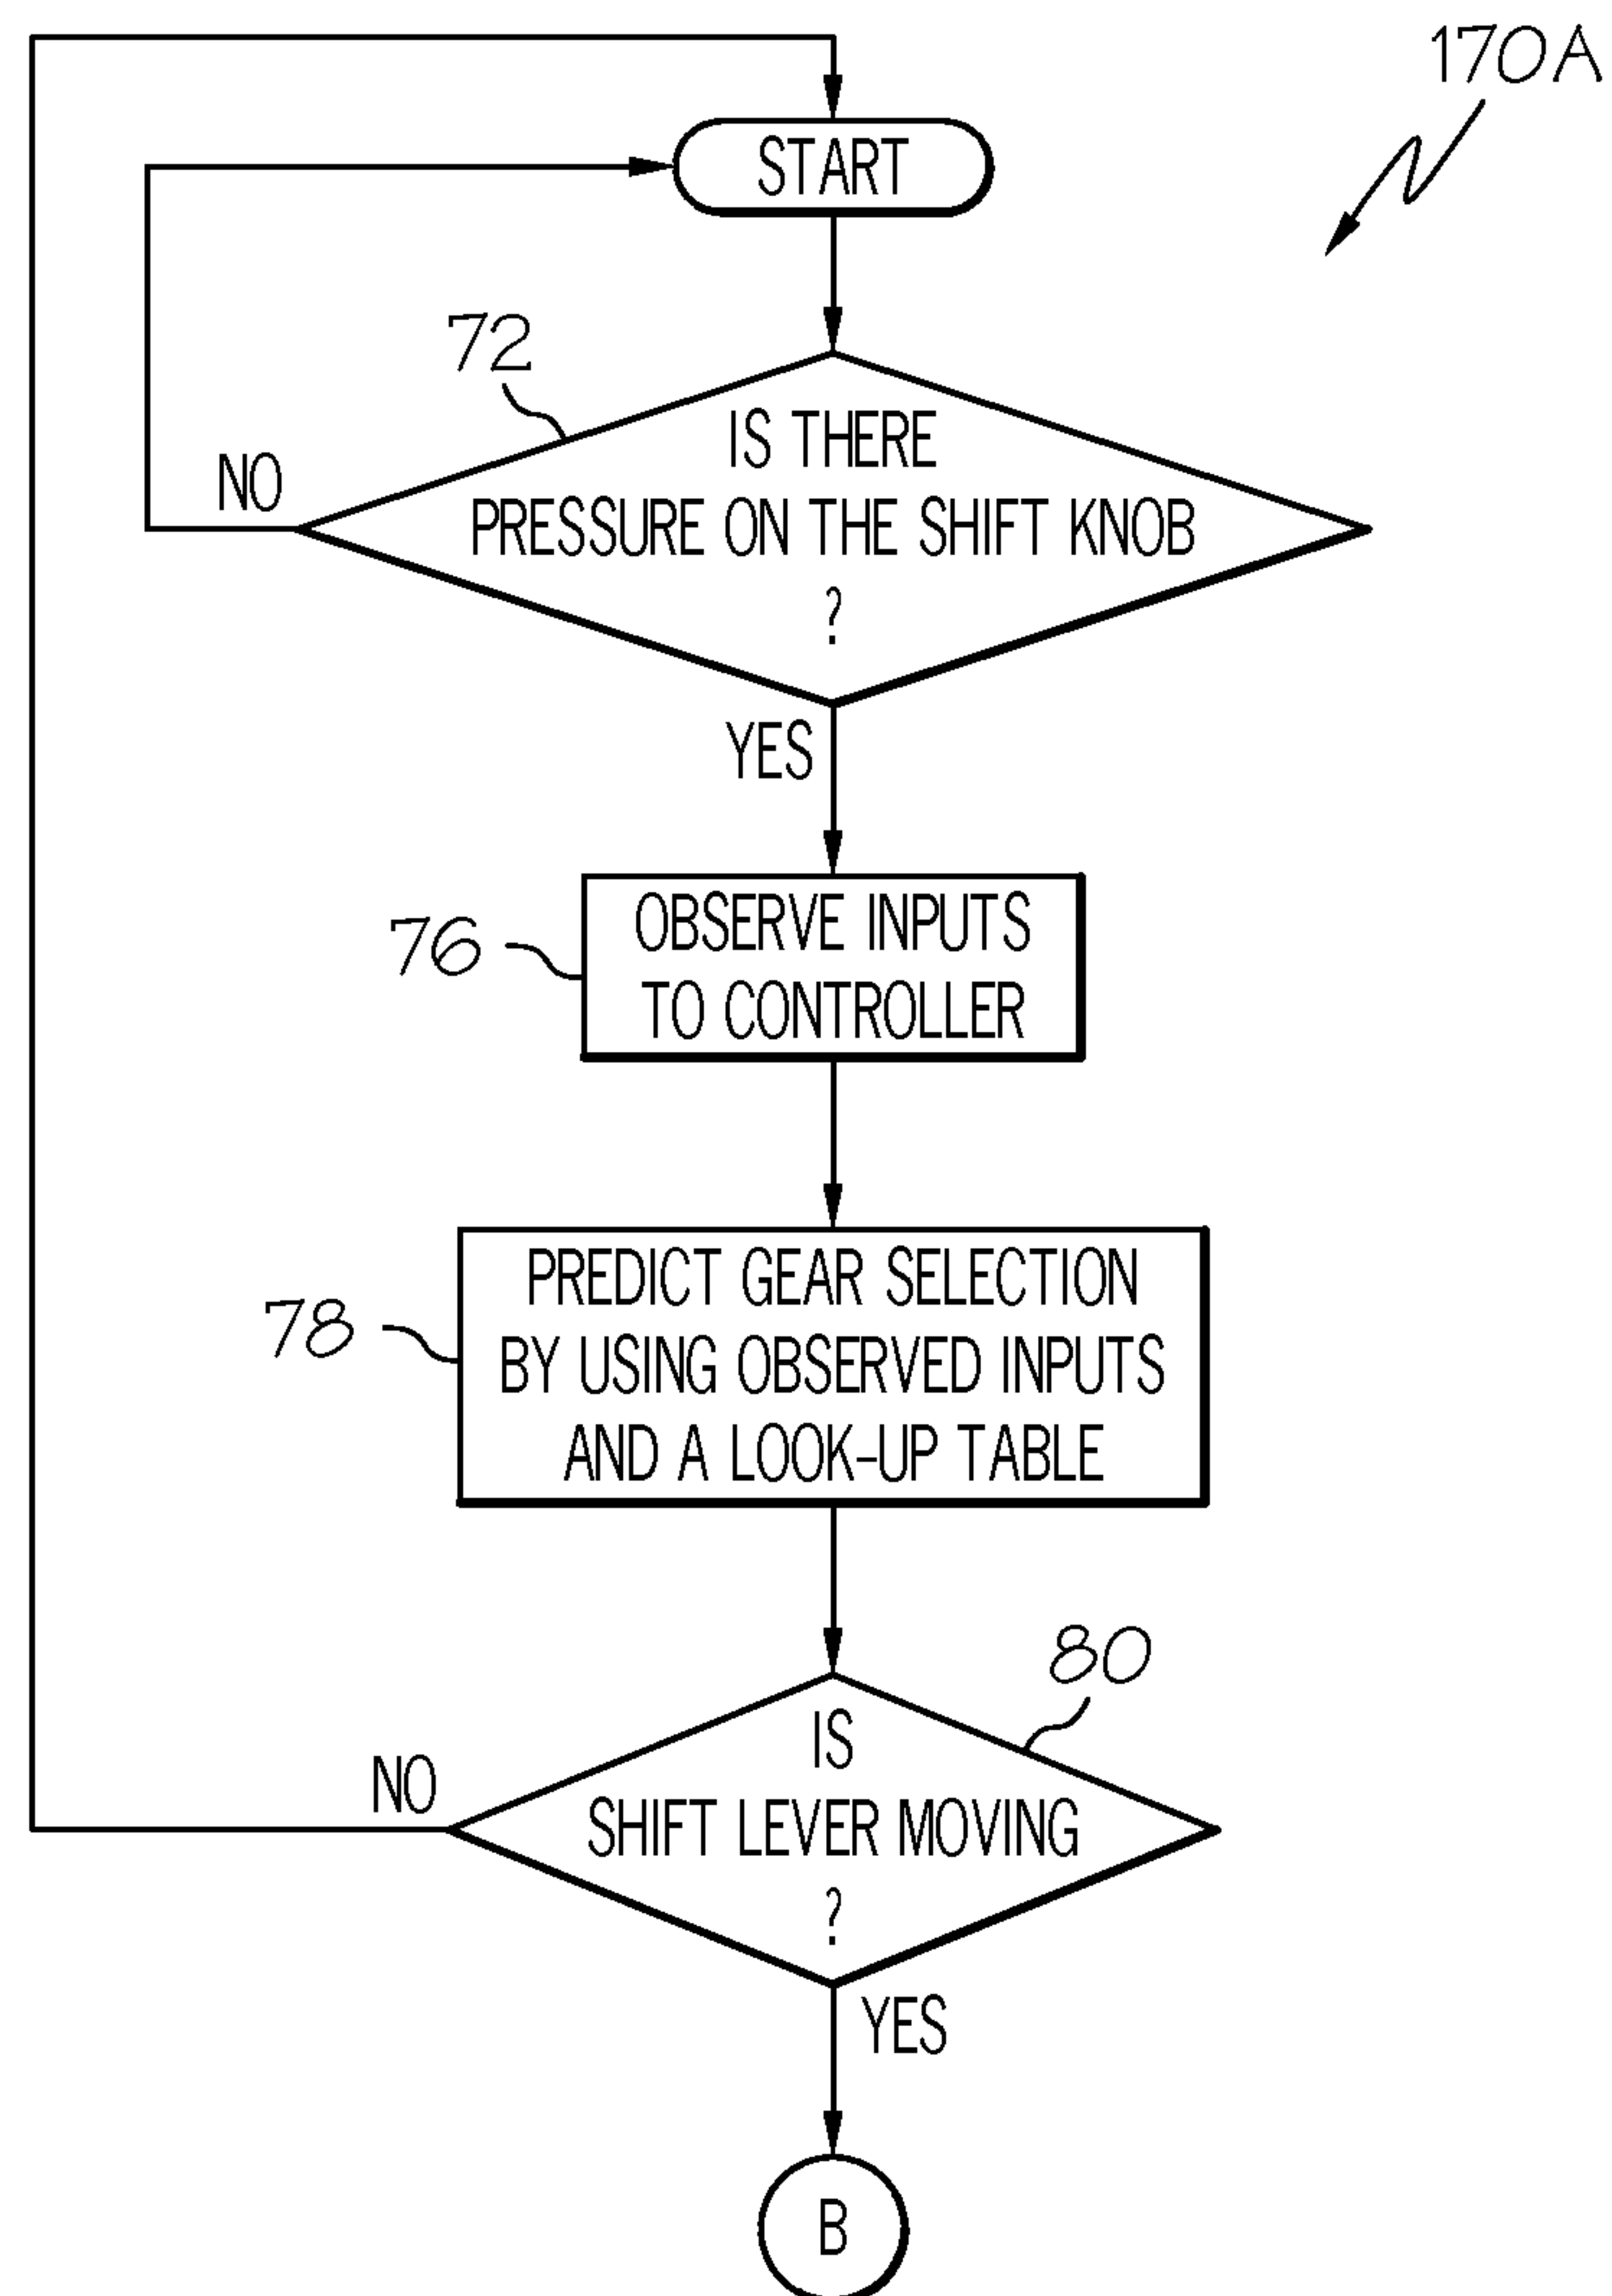 170A
START
72
IS THERE
NO
PRESSURE ON THE SHIFT KNOB
?
YES
76
OBSERVE INPUTS
TO CONTROLLER
78
PREDICT GEAR SELECTION
BY USING OBSERVED INPUTS
AND A LOOK-UP TABLE
80
IS
NO
SHIFT LEVER MOVING
?
YES
B